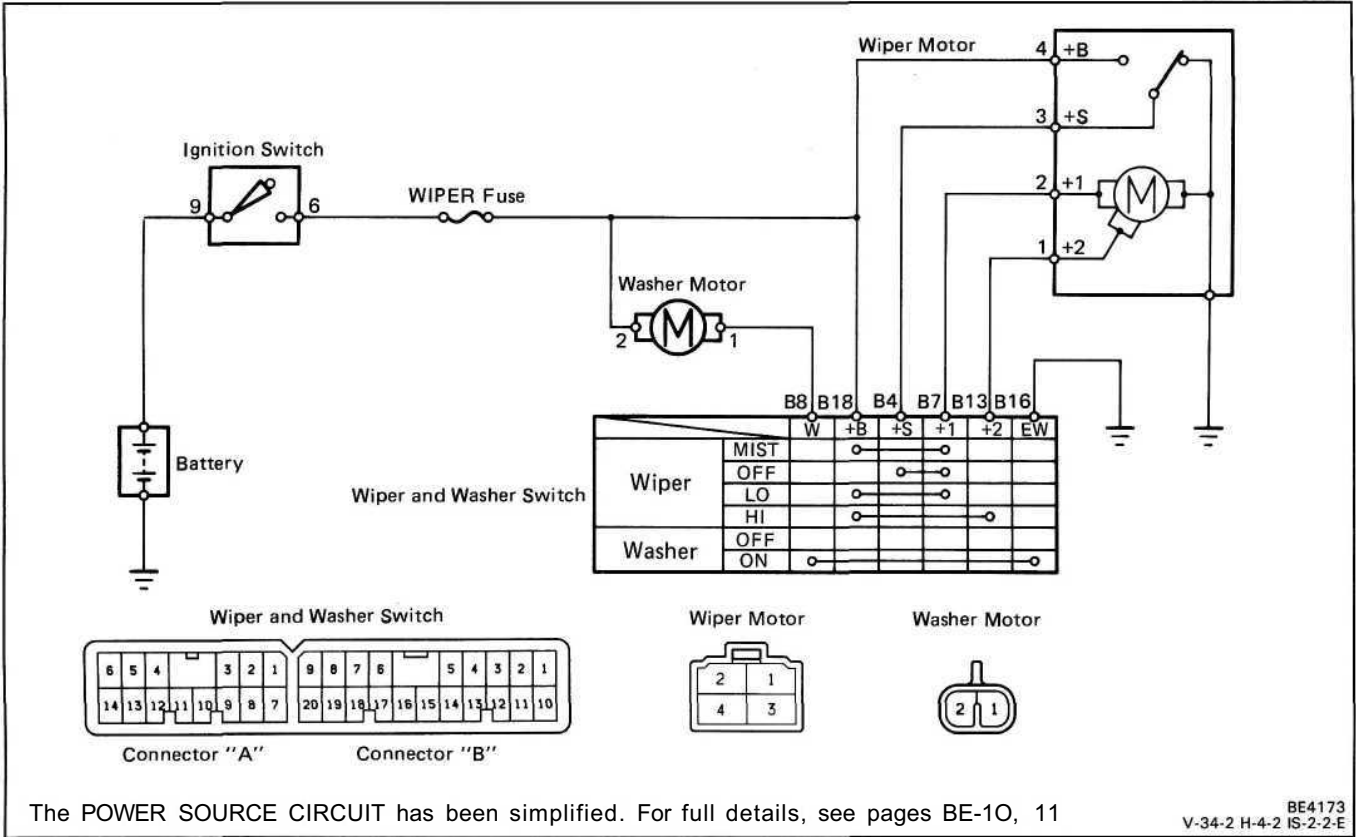 Wiper Motor
4 +B
3 +S
2 +1
1 +2
M
Ignition Switch
9 6
WIPER Fuse
Washer Motor
2 M 1
Battery
Wiper and Washer Switch
B8 B18 B4 B7 B13 B16
W +B +S +1 +2 EW
Wiper
MIST
OFF
LO
HI
Washer
OFF
ON
Wiper and Washer Switch
6 5 4 3 2 1 9 8 7 6 5 4 3 2 1
14 13 12 11 10 9 8 7 20 19 18 17 16 15 14 13 12 11 10
Connector "A" Connector "B"
Wiper Motor
2 1
4 3
Washer Motor
2 1
The POWER SOURCE CIRCUIT has been simplified. For full details, see pages BE-1O, 11
BE4173
V-34-2 H-4-2 IS-2-2-E